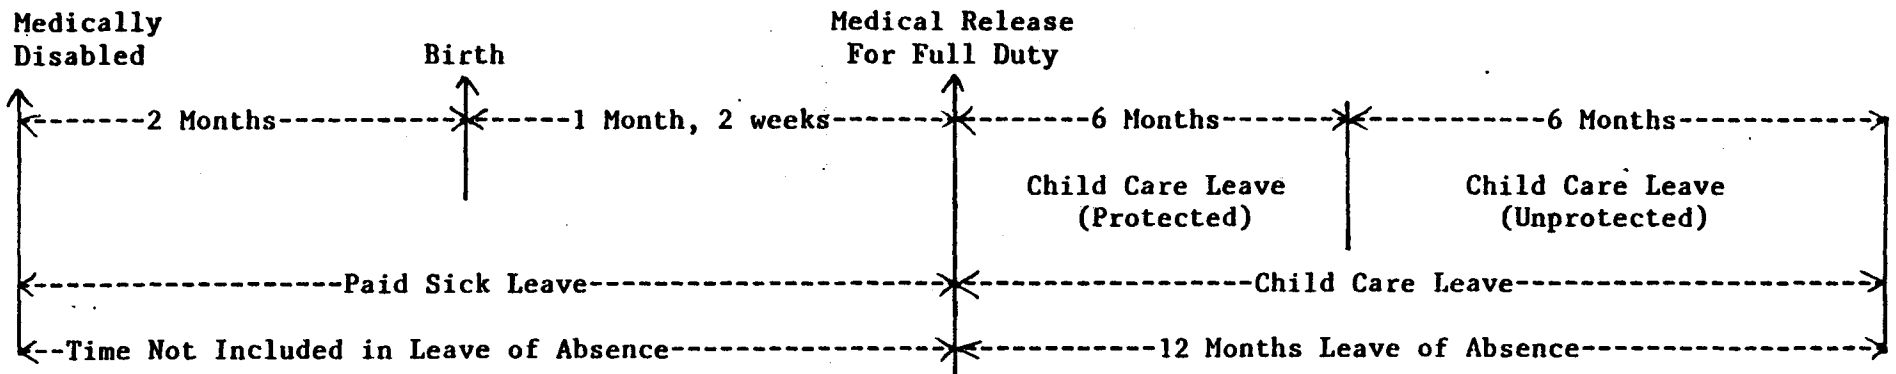 Medically Disabled
Birth
Medical Release For Full Duty
2 Months
1 Month, 2 weeks
6 Months
6 Months
Child Care Leave (Protected)
Child Care Leave (Unprotected)
Paid Sick Leave
Child Care Leave
Time Not Included in Leave of Absence
12 Months Leave of Absence